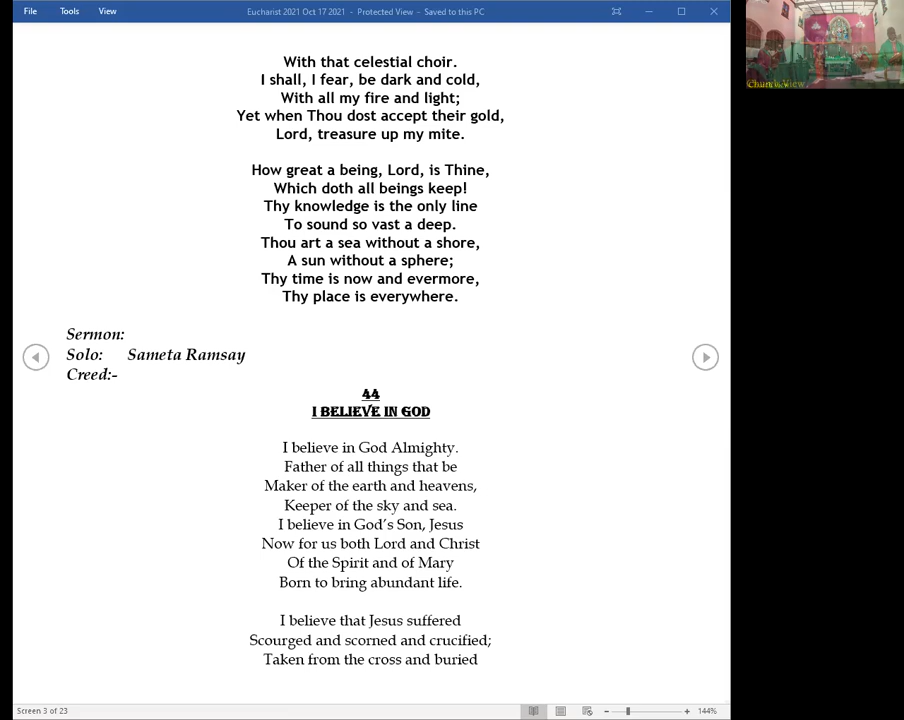 File Tools View Eucharist 2021 Oct 17 2021 - Protected View - Saved to this PC
Church View
With that celestial choir.
I shall, I fear, be dark and cold,
With all my fire and light;
Yet when Thou dost accept their gold,
Lord, treasure up my mite.
How great a being, Lord, is Thine,
Which doth all beings keep!
Thy knowledge is the only line
To sound so vast a deep.
Thou art a sea without a shore,
A sun without a sphere;
Thy time is now and evermore,
Thy place is everywhere.
Sermon:
Solo: Sameta Ramsay
Creed:-
44
I BELIEVE IN GOD
I believe in God Almighty.
Father of all things that be
Maker of the earth and heavens,
Keeper of the sky and sea.
I believe in God's Son, Jesus
Now for us both Lord and Christ
Of the Spirit and of Mary
Born to bring abundant life.
I believe that Jesus suffered
Scourged and scorned and crucified;
Taken from the cross and buried
Screen 3 of 23 144%